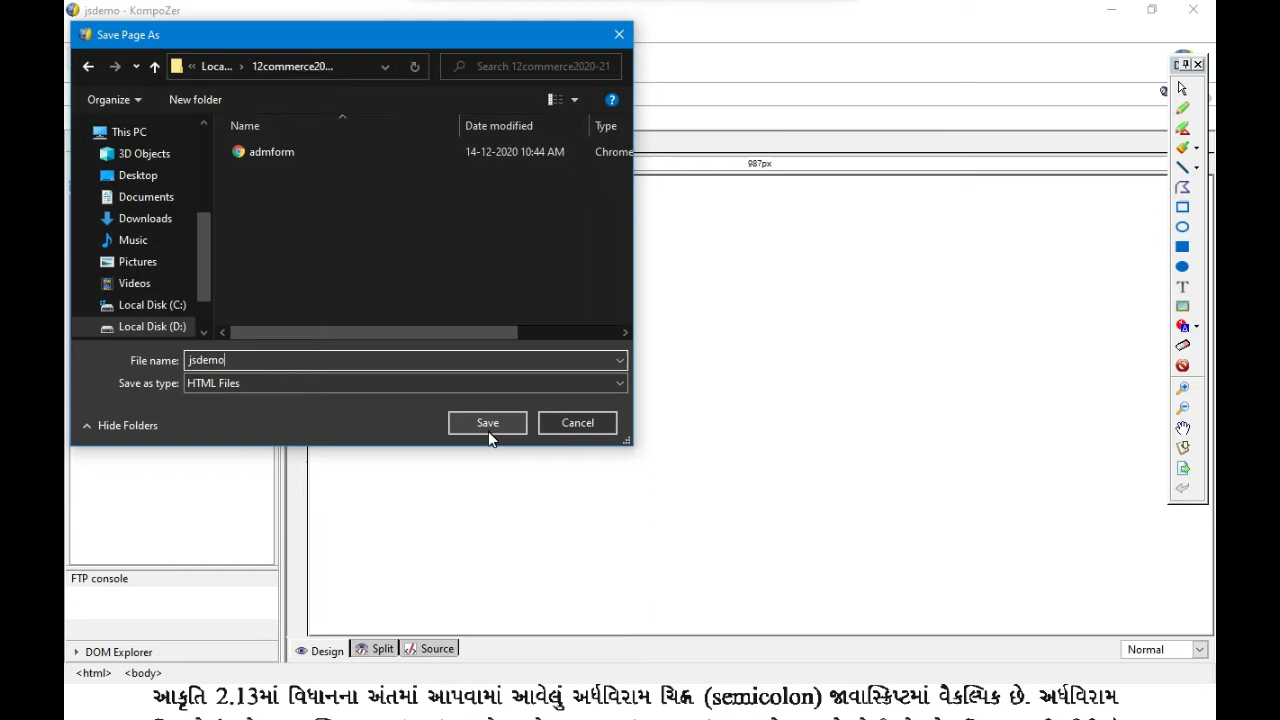 jsdemo - KompoZer
Save Page As
« Loca... > 12commerce20...
Search 12commerce2020-21
Organize
New folder
Name
Date modified
Type
admform
14-12-2020 10:44 AM
Chrome
This PC
3D Objects
Desktop
Documents
Downloads
Music
Pictures
Videos
Local Disk (C:)
Local Disk (D:)
File name: jsdemo
Save as type: HTML Files
Hide Folders
Save
Cancel
987px
FTP console
DOM Explorer
Design
Split
Source
Normal
<html> <body>
આકૃતિ 2.13માં વિધાનના અંતમાં આપવામાં આવેલું અર્ધવિરામ ચિહ્ન (semicolon) જાવાસ્ક્રિપ્ટમાં વૈકલ્પિક છે. અર્ધવિરામ